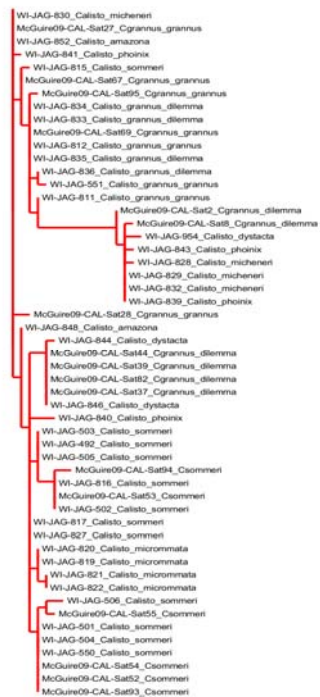 WI-JAG-830_Calisto_micheneri
McGuire09-CAL-Sat27_Cgrannus_grannus
WI-JAG-852_Calisto_amazona
WI-JAG-841_Calisto_phoinix
WI-JAG-815_Calisto_sommeri
McGuire09-CAL-Sat67_Cgrannus_grannus
McGuire09-CAL-Sat95_Cgrannus_grannus
WI-JAG-834_Calisto_grannus_dilemma
WI-JAG-833_Calisto_grannus_dilemma
McGuire09-CAL-Sat69_Cgrannus_grannus
WI-JAG-812_Calisto_grannus_grannus
WI-JAG-835_Calisto_grannus_dilemma
WI-JAG-836_Calisto_grannus_dilemma
WI-JAG-551_Calisto_grannus_grannus
WI-JAG-811_Calisto_grannus_grannus
McGuire09-CAL-Sat2_Cgrannus_dilemma
McGuire09-CAL-Sat8_Cgrannus_dilemma
WI-JAG-954_Calisto_dystacta
WI-JAG-843_Calisto_phoinix
WI-JAG-828_Calisto_micheneri
WI-JAG-829_Calisto_micheneri
WI-JAG-832_Calisto_micheneri
WI-JAG-839_Calisto_phoinix
McGuire09-CAL-Sat28_Cgrannus_grannus
WI-JAG-848_Calisto_amazona
WI-JAG-844_Calisto_dystacta
McGuire09-CAL-Sat44_Cgrannus_dilemma
McGuire09-CAL-Sat39_Cgrannus_dilemma
McGuire09-CAL-Sat82_Cgrannus_dilemma
McGuire09-CAL-Sat37_Cgrannus_dilemma
WI-JAG-846_Calisto_dystacta
WI-JAG-840_Calisto_phoinix
WI-JAG-503_Calisto_sommeri
WI-JAG-492_Calisto_sommeri
WI-JAG-505_Calisto_sommeri
McGuire09-CAL-Sat94_Csommeri
WI-JAG-816_Calisto_sommeri
McGuire09-CAL-Sat53_Csommeri
WI-JAG-502_Calisto_sommeri
WI-JAG-817_Calisto_sommeri
WI-JAG-827_Calisto_sommeri
WI-JAG-820_Calisto_micrommata
WI-JAG-819_Calisto_micrommata
WI-JAG-821_Calisto_micrommata
WI-JAG-822_Calisto_micrommata
WI-JAG-506_Calisto_sommeri
McGuire09-CAL-Sat55_Csommeri
WI-JAG-501_Calisto_sommeri
WI-JAG-504_Calisto_sommeri
WI-JAG-550_Calisto_sommeri
McGuire09-CAL-Sat54_Csommeri
McGuire09-CAL-Sat52_Csommeri
McGuire09-CAL-Sat93_Csommeri